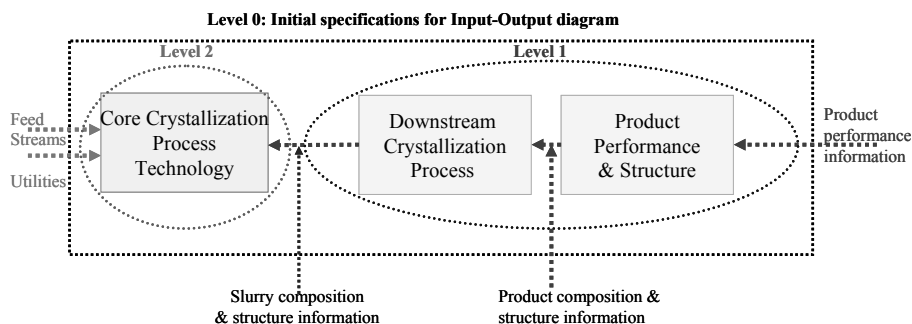 Level 0: Initial specifications for Input-Output diagram
Level 2
Level 1
Feed
Streams
Utilities
Core Crystallization
Process
Technology
Downstream
Crystallization
Process
Product
Performance
& Structure
Product
performance
information
Slurry composition
& structure information
Product composition &
structure information